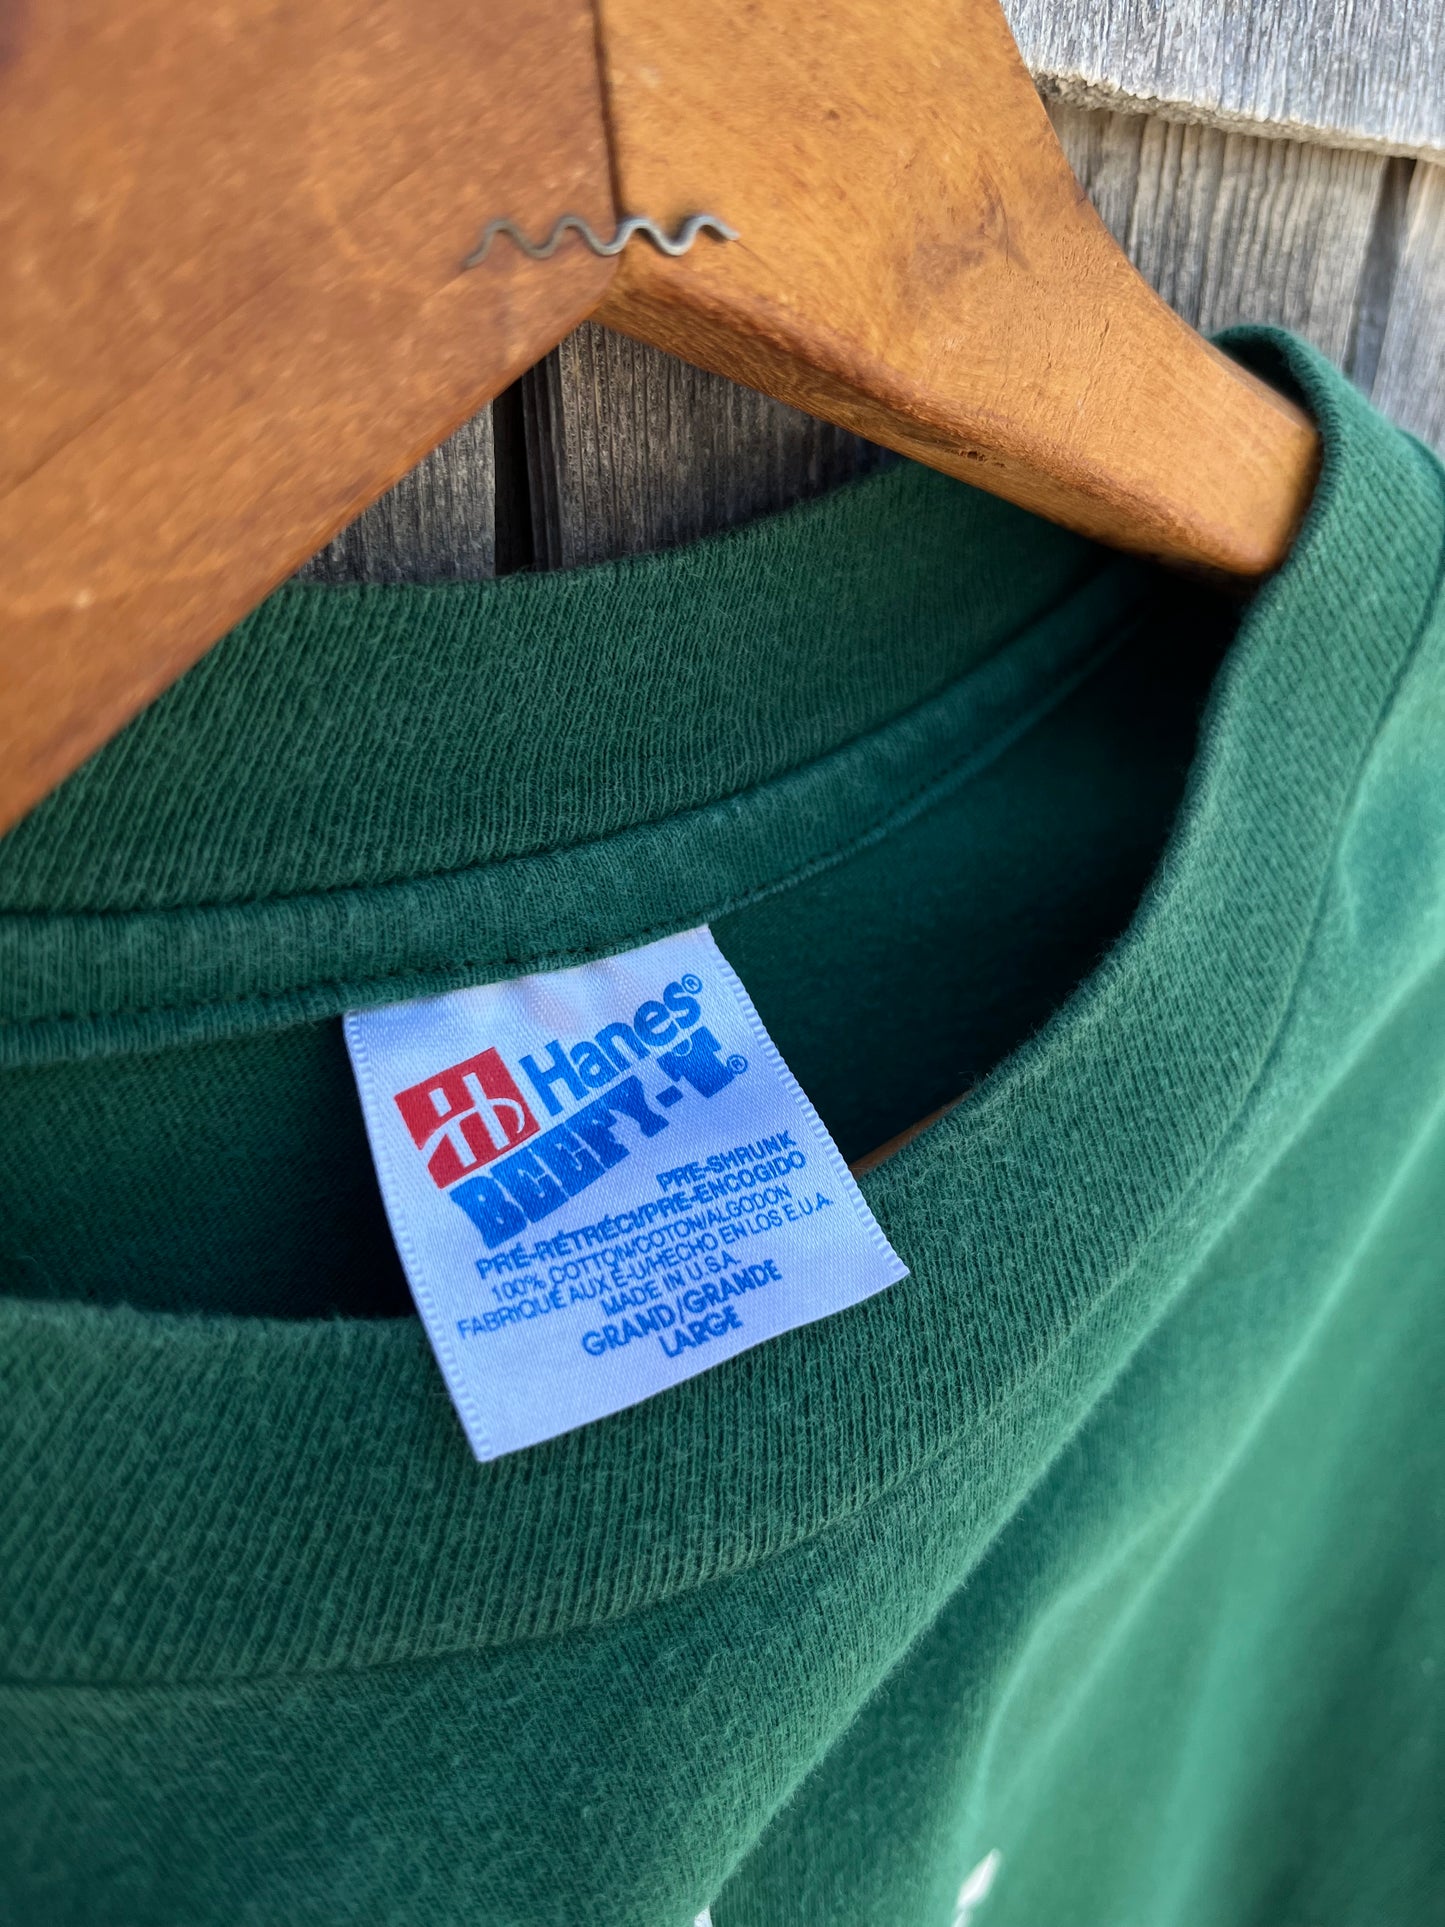 Hanes®
BEEFY-T®
PRE-SHRUNK
PRÉ-RÉTRÉCI/PRE-ENCOGIDO
100% COTTON/COTON/ALGODON
FABRIQUÉ AUX É-U/HECHO EN LOS E.U.A.
MADE IN U.S.A.
GRAND/GRANDE
LARGE